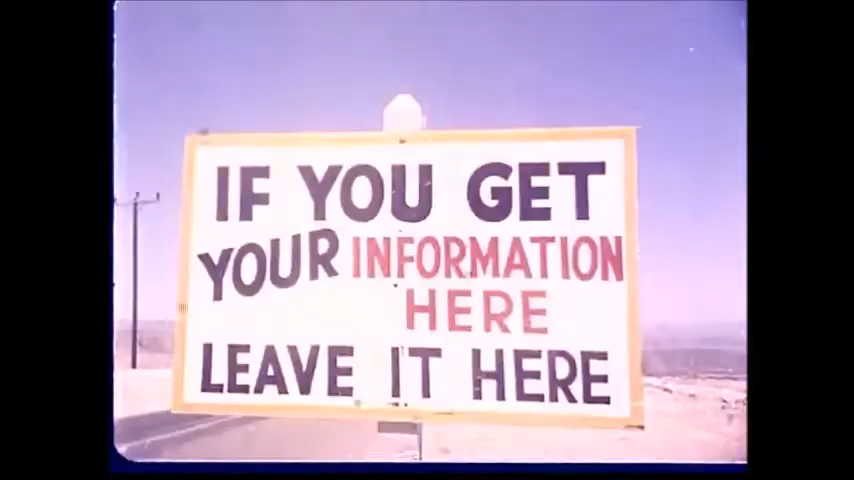 IF YOU GET
YOUR INFORMATION
HERE
LEAVE IT HERE